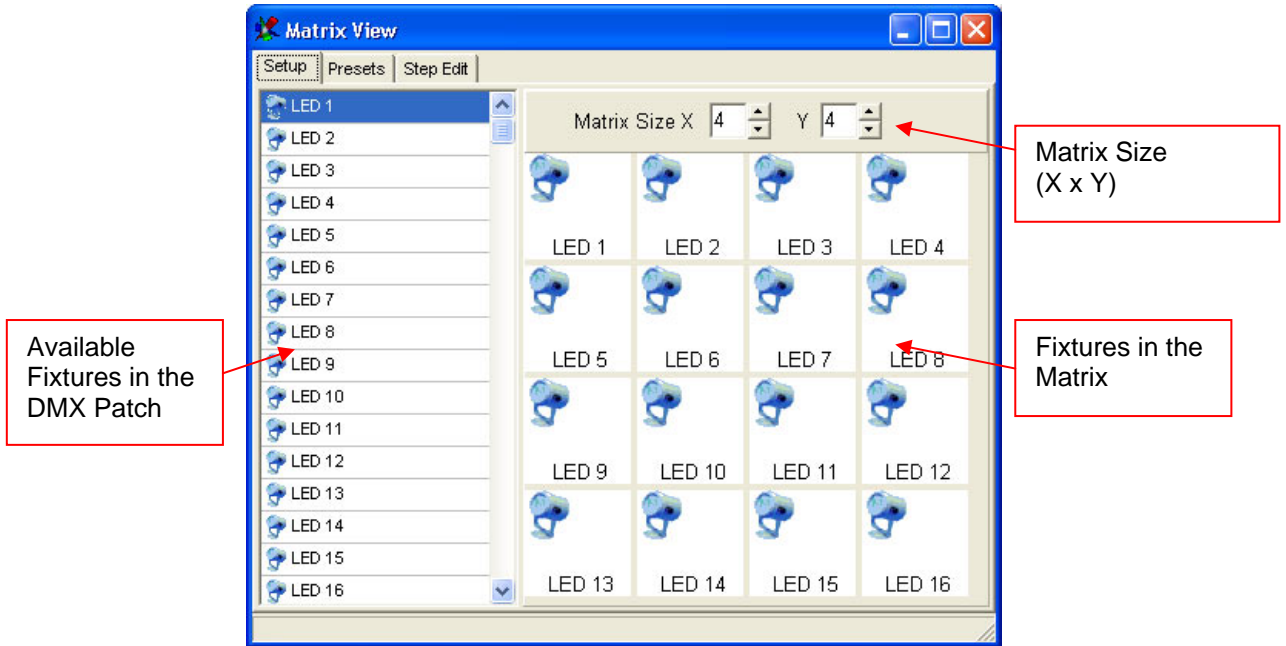 Matrix View
Setup Presets Step Edit
LED 1
LED 2
LED 3
LED 4
LED 5
LED 6
LED 7
LED 8
LED 9
LED 10
LED 11
LED 12
LED 13
LED 14
LED 15
LED 16
Matrix Size X 4 Y 4
LED 1 LED 2 LED 3 LED 4
LED 5 LED 6 LED 7 LED 8
LED 9 LED 10 LED 11 LED 12
LED 13 LED 14 LED 15 LED 16
Available
Fixtures in the
DMX Patch
Matrix Size
(X x Y)
Fixtures in the
Matrix